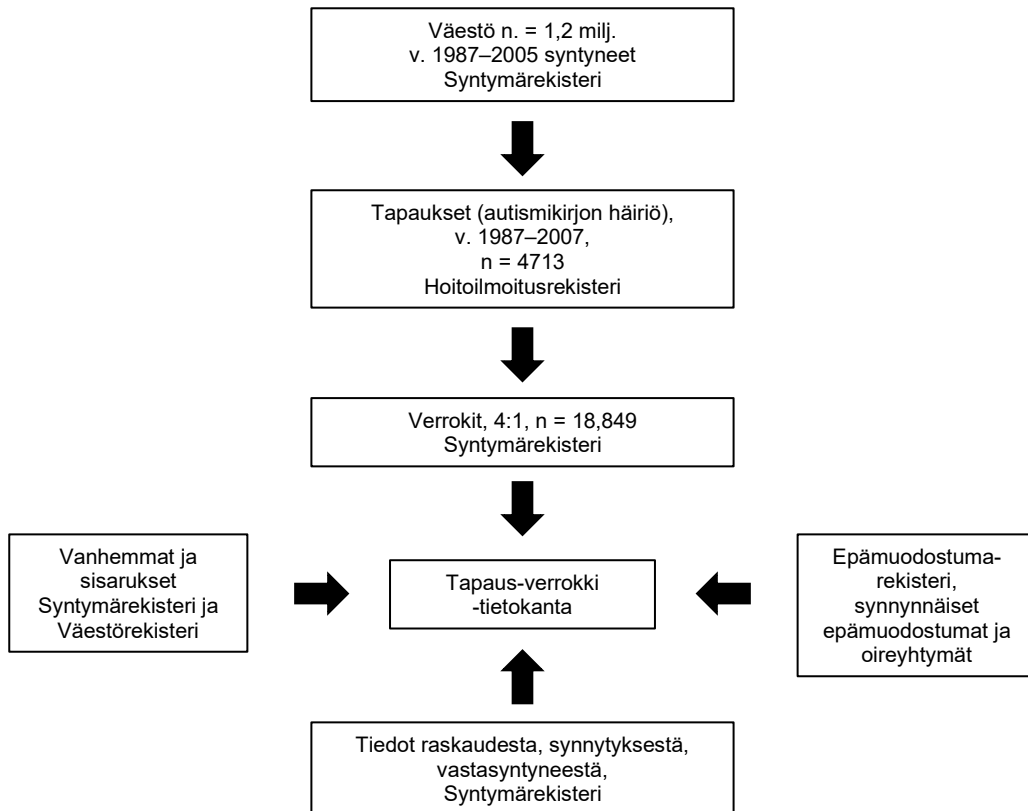 Väestö n. = 1,2 milj.
v. 1987–2005 syntyneet
Syntymärekisteri
Tapaukset (autismikirjon häiriö),
v. 1987–2007,
n = 4713
Hoitoilmoitusrekisteri
Verrokit, 4:1, n = 18,849
Syntymärekisteri
Vanhemmat ja
sisarukset
Syntymärekisteri ja
Väestörekisteri
Tapaus-verrokki
-tietokanta
Epämuodostuma-
rekisteri,
synnynnäiset
epämuodostumat ja
oireyhtymät
Tiedot raskaudesta, synnytyksestä,
vastasyntyneestä,
Syntymärekisteri